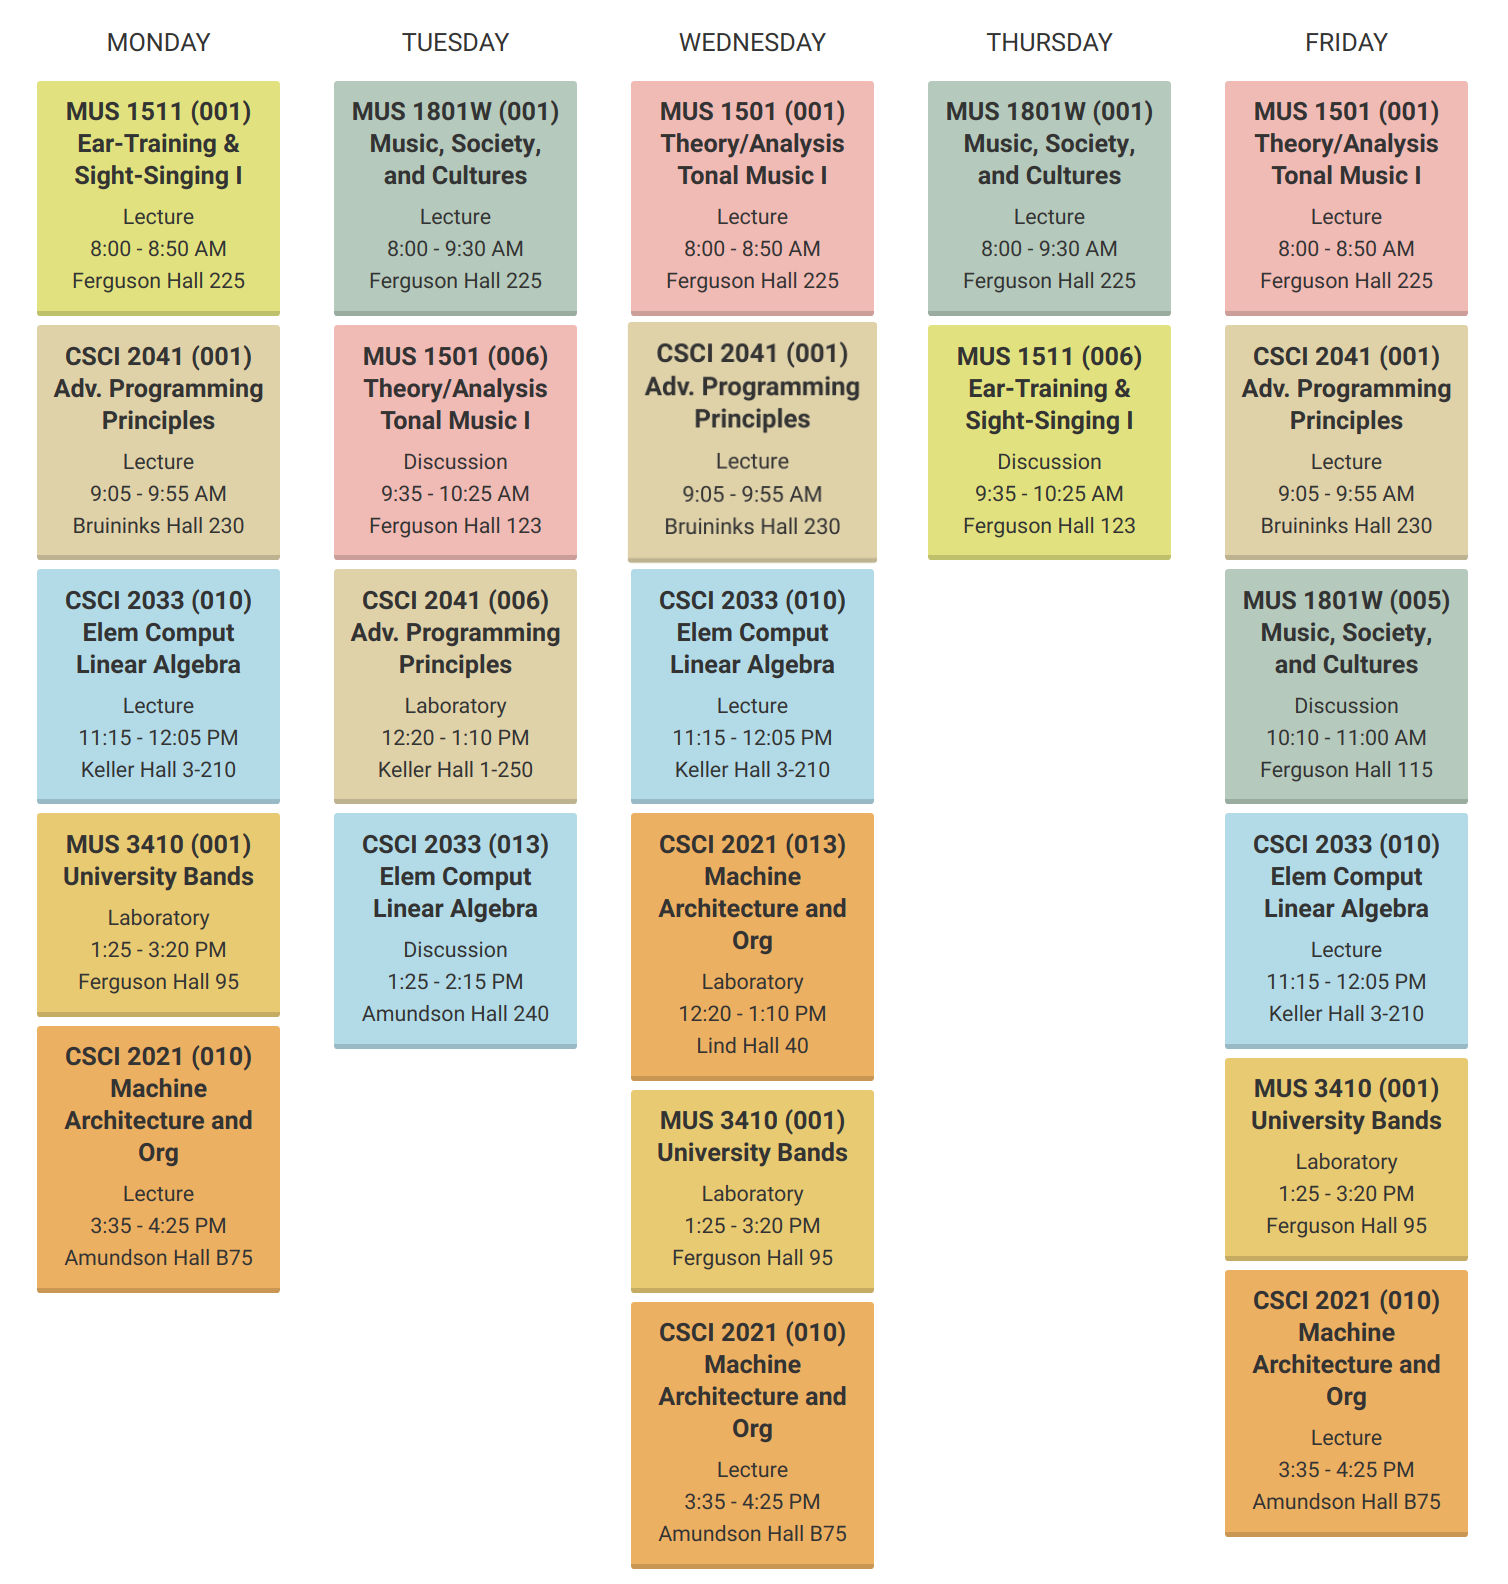 MONDAY
MUS 1511 (001)
Ear-Training &
Sight-Singing I
Lecture
8:00 - 8:50 AM
Ferguson Hall 225
CSCI 2041 (001)
Adv. Programming
Principles
Lecture
9:05 - 9:55 AM
Bruininks Hall 230
CSCI 2033 (010)
Elem Comput
Linear Algebra
Lecture
11:15 - 12:05 PM
Keller Hall 3-210
MUS 3410 (001)
University Bands
Laboratory
1:25 - 3:20 PM
Ferguson Hall 95
CSCI 2021 (010)
Machine
Architecture and
Org
Lecture
3:35 - 4:25 PM
Amundson Hall B75
TUESDAY
MUS 1801W (001)
Music, Society,
and Cultures
Lecture
8:00 - 9:30 AM
Ferguson Hall 225
MUS 1501 (006)
Theory/Analysis
Tonal Music I
Discussion
9:35 - 10:25 AM
Ferguson Hall 123
CSCI 2041 (006)
Adv. Programming
Principles
Laboratory
12:20 - 1:10 PM
Keller Hall 1-250
CSCI 2033 (013)
Elem Comput
Linear Algebra
Discussion
1:25 - 2:15 PM
Amundson Hall 240
WEDNESDAY
MUS 1501 (001)
Theory/Analysis
Tonal Music I
Lecture
8:00 - 8:50 AM
Ferguson Hall 225
CSCI 2041 (001)
Adv. Programming
Principles
Lecture
9:05 - 9:55 AM
Bruininks Hall 230
CSCI 2033 (010)
Elem Comput
Linear Algebra
Lecture
11:15 - 12:05 PM
Keller Hall 3-210
CSCI 2021 (013)
Machine
Architecture and
Org
Laboratory
12:20 - 1:10 PM
Lind Hall 40
MUS 3410 (001)
University Bands
Laboratory
1:25 - 3:20 PM
Ferguson Hall 95
CSCI 2021 (010)
Machine
Architecture and
Org
Lecture
3:35 - 4:25 PM
Amundson Hall B75
THURSDAY
MUS 1801W (001)
Music, Society,
and Cultures
Lecture
8:00 - 9:30 AM
Ferguson Hall 225
MUS 1511 (006)
Ear-Training &
Sight-Singing I
Discussion
9:35 - 10:25 AM
Ferguson Hall 123
FRIDAY
MUS 1501 (001)
Theory/Analysis
Tonal Music I
Lecture
8:00 - 8:50 AM
Ferguson Hall 225
CSCI 2041 (001)
Adv. Programming
Principles
Lecture
9:05 - 9:55 AM
Bruininks Hall 230
MUS 1801W (005)
Music, Society,
and Cultures
Discussion
10:10 - 11:00 AM
Ferguson Hall 115
CSCI 2033 (010)
Elem Comput
Linear Algebra
Lecture
11:15 - 12:05 PM
Keller Hall 3-210
MUS 3410 (001)
University Bands
Laboratory
1:25 - 3:20 PM
Ferguson Hall 95
CSCI 2021 (010)
Machine
Architecture and
Org
Lecture
3:35 - 4:25 PM
Amundson Hall B75